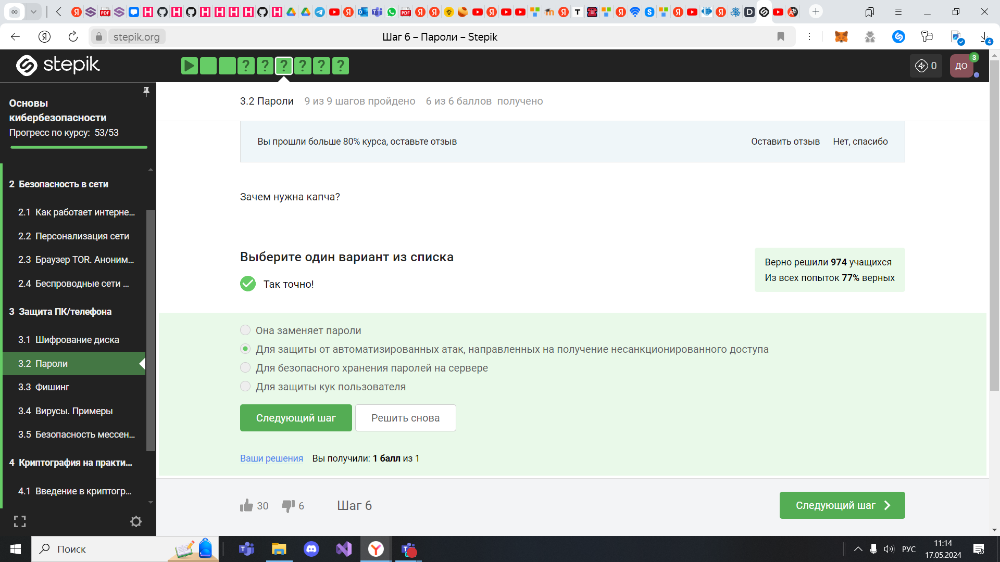 stepik.org
Шаг 6 – Пароли – Stepik
4
stepik
0
ДО
3
Основы
кибербезопасности
Прогресс по курсу: 53/53
3.2 Пароли 9 из 9 шагов пройдено 6 из 6 баллов получено
Вы прошли больше 80% курса, оставьте отзыв
Оставить отзыв
Нет, спасибо
2 Безопасность в сети
2.1 Как работает интерне...
2.2 Персонализация сети
2.3 Браузер TOR. Аноним...
2.4 Беспроводные сети ...
3 Защита ПК/телефона
3.1 Шифрование диска
3.2 Пароли
3.3 Фишинг
3.4 Вирусы. Примеры
3.5 Безопасность мессен...
4 Криптография на практи...
4.1 Введение в криптогр...
Зачем нужна капча?
Выберите один вариант из списка
Так точно!
Верно решили 974 учащихся
Из всех попыток 77% верных
Она заменяет пароли
Для защиты от автоматизированных атак, направленных на получение несанкционированного доступа
Для безопасного хранения паролей на сервере
Для защиты кук пользователя
Следующий шаг
Решить снова
Ваши решения Вы получили: 1 балл из 1
30
6
Шаг 6
Следующий шаг
Поиск
РУС
11:14
17.05.2024